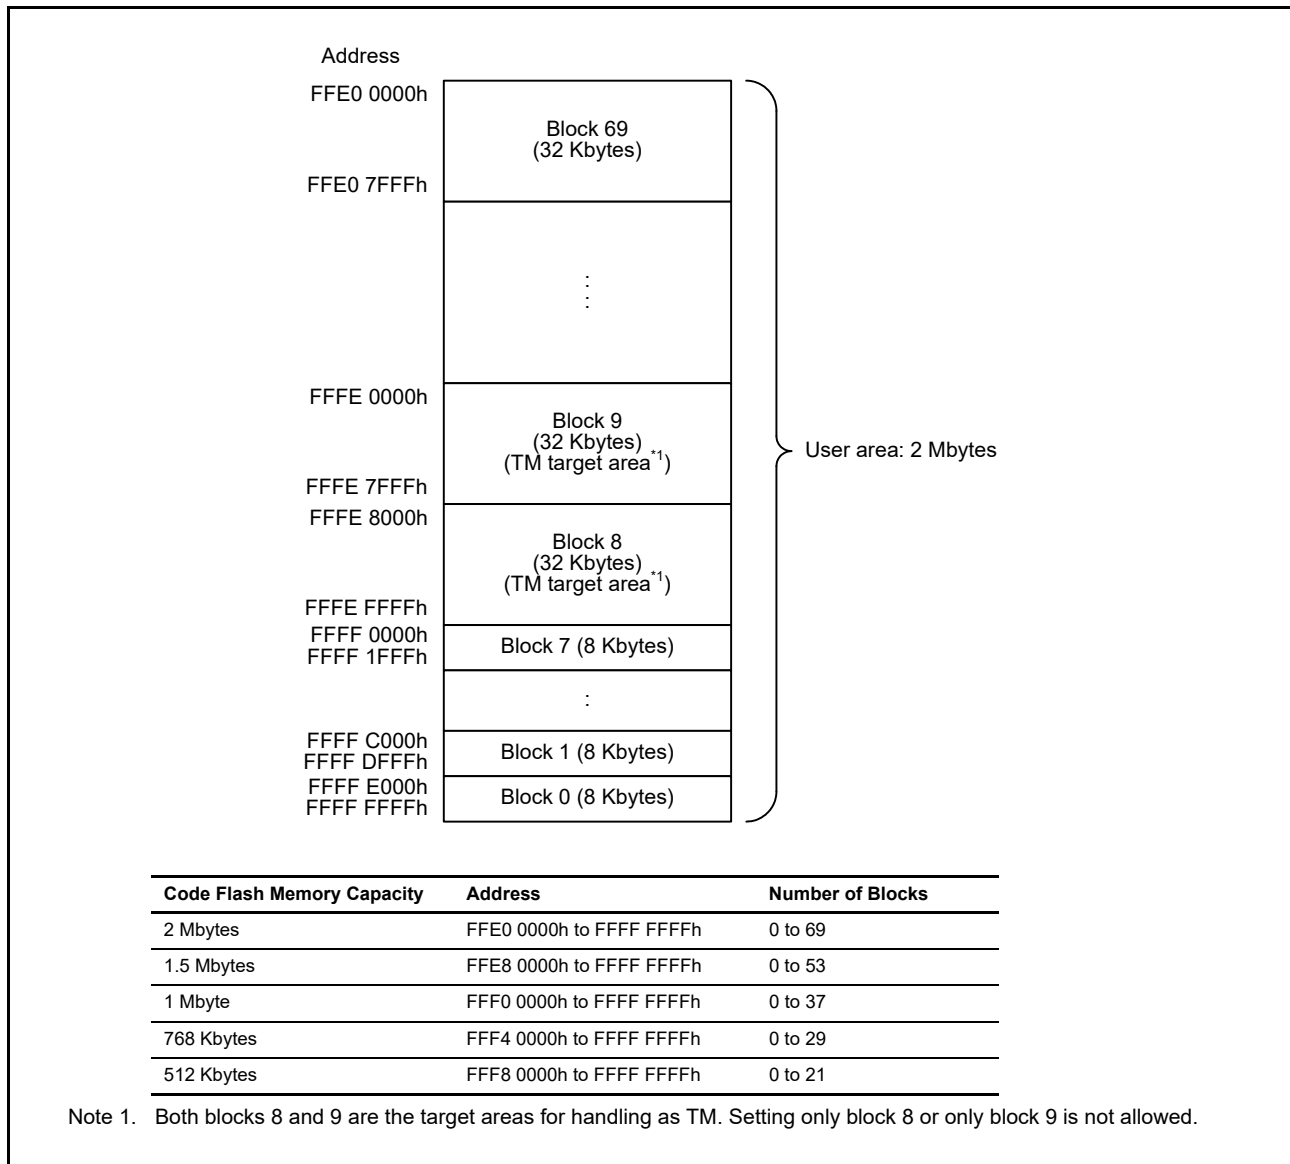 Address
FFE0 0000h
Block 69
(32 Kbytes)
FFE0 7FFFh
:
:
FFFE 0000h
Block 9
(32 Kbytes)
(TM target area*1)
FFFE 7FFFh
User area: 2 Mbytes
FFFE 8000h
Block 8
(32 Kbytes)
(TM target area*1)
FFFE FFFFh
FFFF 0000h
Block 7 (8 Kbytes)
FFFF 1FFFh
:
FFFF C000h
Block 1 (8 Kbytes)
FFFF DFFFh
FFFF E000h
Block 0 (8 Kbytes)
FFFF FFFFh
Code Flash Memory Capacity Address Number of Blocks
2 Mbytes FFE0 0000h to FFFF FFFFh 0 to 69
1.5 Mbytes FFE8 0000h to FFFF FFFFh 0 to 53
1 Mbyte FFF0 0000h to FFFF FFFFh 0 to 37
768 Kbytes FFF4 0000h to FFFF FFFFh 0 to 29
512 Kbytes FFF8 0000h to FFFF FFFFh 0 to 21
Note 1. Both blocks 8 and 9 are the target areas for handling as TM. Setting only block 8 or only block 9 is not allowed.